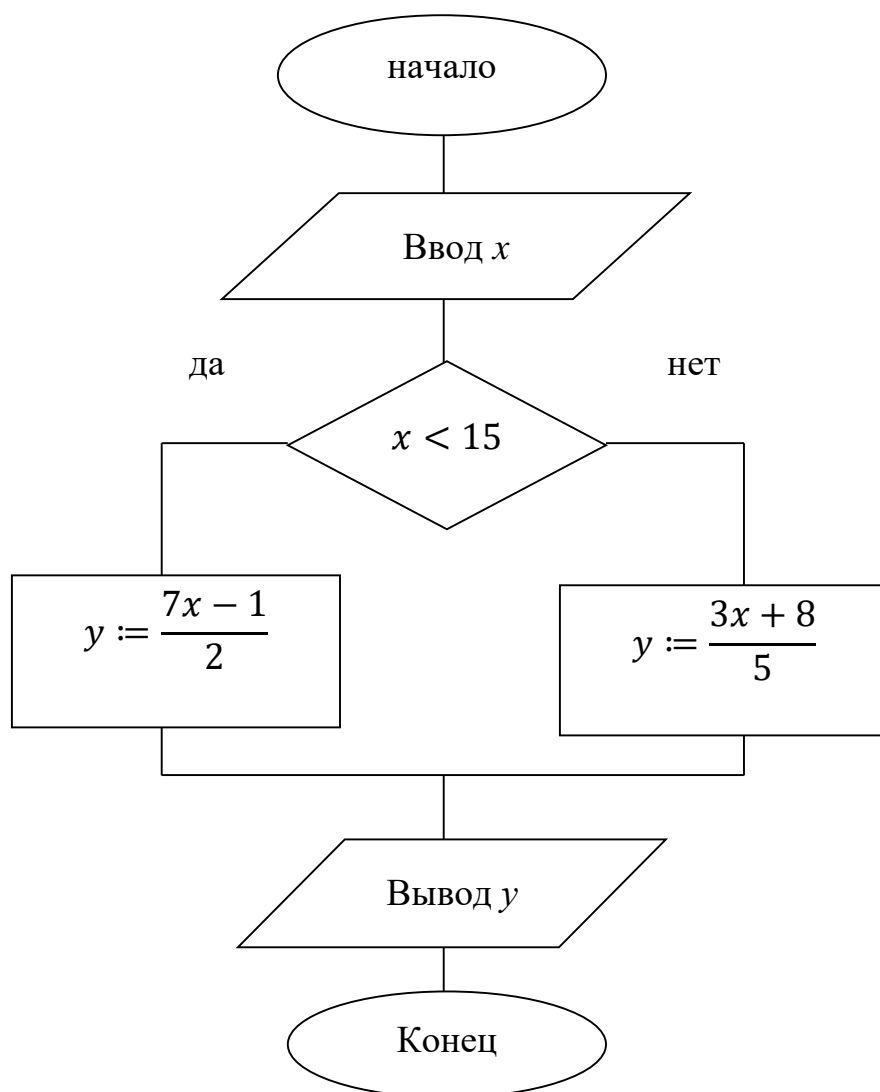 начало
Ввод x
да
нет
x < 15
y ≔ (7x − 1)/2
y ≔ (3x + 8)/5
Вывод y
Конец